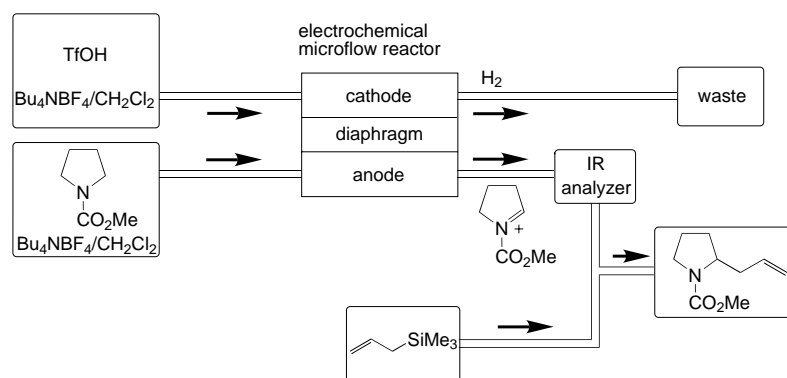 electrochemical
microflow reactor
TfOH
Bu₄NBF₄/CH₂Cl₂
cathode
H₂
waste
diaphragm
anode
IR
analyzer
N
CO₂Me
Bu₄NBF₄/CH₂Cl₂
N
+
CO₂Me
N
CO₂Me
SiMe₃